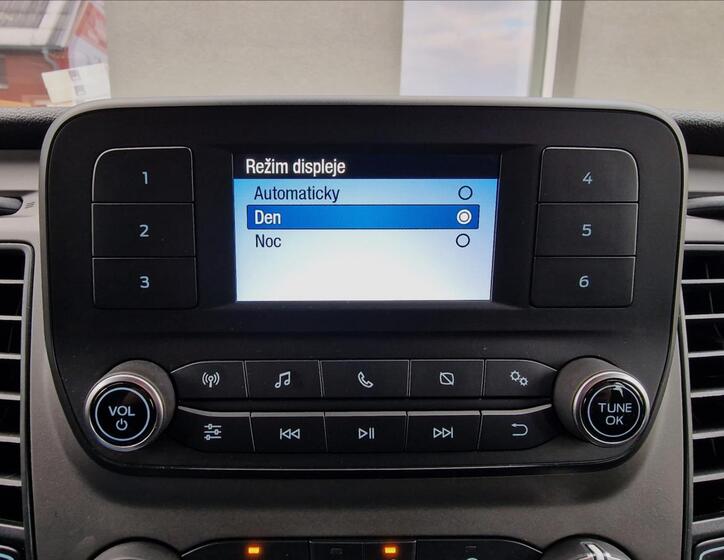 Režim displeje
Automaticky
Den
Noc
1
2
3
4
5
6
VOL
TUNE
OK